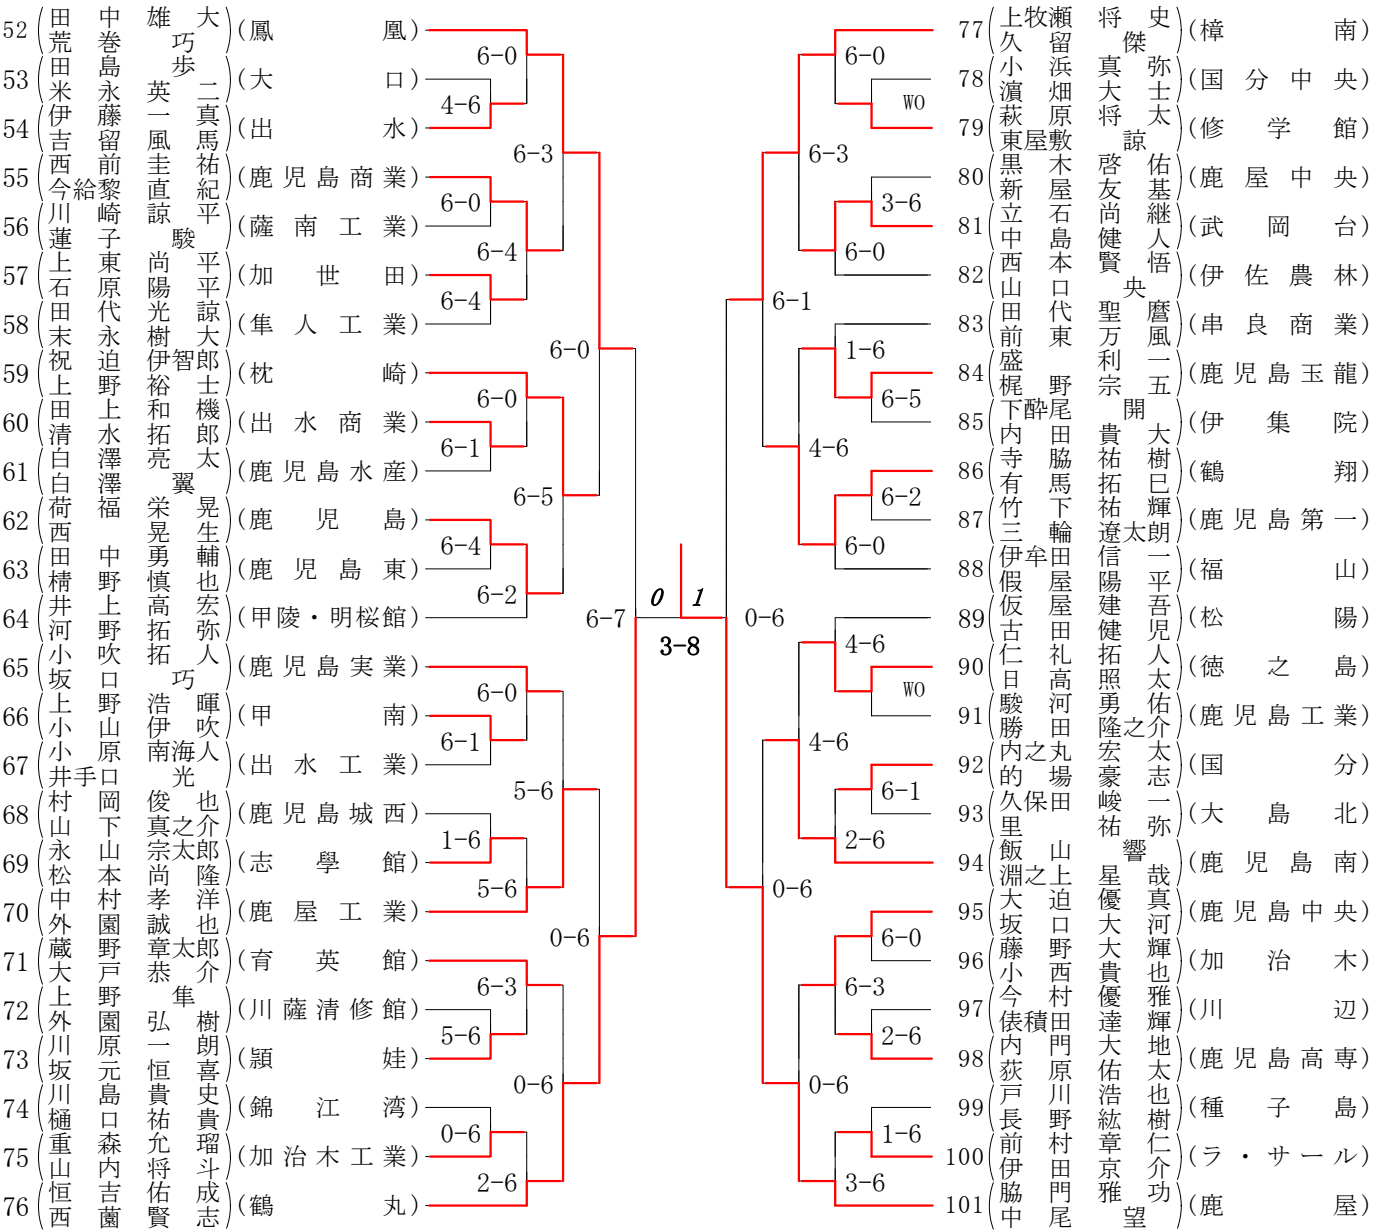 52 田中雄大 荒巻巧 (鳳凰)
53 田島歩 米永英二 (大口)
54 伊藤一真 吉留風馬 (出水)
55 西前圭祐 今給黎直紀 (鹿児島商業)
56 川崎諒平 蓮子駿 (薩南工業)
57 上東尚平 石原陽平 (加世田)
58 田代光諒 末永樹大 (隼人工業)
59 祝迫伊智郎 上野裕士 (枕崎)
60 田上和機 清水拓郎 (出水商業)
61 白澤亮太 白澤翼 (鹿児島水産)
62 荷福栄晃 西晃生 (鹿児島)
63 田中勇輔 楕野慎也 (鹿児島東)
64 井上高宏 河野拓弥 (甲陵・明桜館)
65 小吹拓人 坂口巧 (鹿児島実業)
66 上野浩暉 小山伊吹 (甲南)
67 小原南海人 井手口光 (出水工業)
68 村岡俊也 山下真之介 (鹿児島城西)
69 永山宗太郎 松本尚隆 (志學館)
70 中村孝洋 外園誠也 (鹿屋工業)
71 蔵野章太郎 大戸恭介 (育英館)
72 上野隼 外園弘樹 (川薩清修館)
73 川原一朗 坂元恒喜 (頴娃)
74 川島貴史 樋口祐貴 (錦江湾)
75 重森允瑠 山内将斗 (加治木工業)
76 恒吉佑成 西薗賢志 (鶴丸)
6-0
4-6
6-3
6-0
6-4
6-4
6-0
6-0
6-1
6-5
6-4
6-2
6-7
6-0
6-1
5-6
1-6
5-6
0-6
6-3
5-6
0-6
0-6
2-6
0 1
3-8
77 上牧瀬将史 久留傑 (樟南)
78 小浜真弥 濵畑大士 (国分中央)
79 萩原将太 東屋敷諒 (修学館)
80 黒木啓佑 新屋友基 (鹿屋中央)
81 立石尚継 中島健人 (武岡台)
82 西本賢悟 山口央 (伊佐農林)
83 田代聖麿 前東万風 (串良商業)
84 盛利一 梶野宗五 (鹿児島玉龍)
85 下酔尾開 内田貴大 (伊集院)
86 寺脇祐樹 有馬拓巳 (鶴翔)
87 竹下祐輝 三輪遼太朗 (鹿児島第一)
88 伊牟田信一 假屋陽平 (福山)
89 仮屋建吾 古田健児 (松陽)
90 仁礼拓人 日高照太 (徳之島)
91 駿河勇佑 勝田隆之介 (鹿児島工業)
92 内之丸宏太 的場豪志 (国分)
93 久保田峻一 里祐弥 (大島北)
94 飯山響 淵之上星哉 (鹿児島南)
95 大迫優真 坂口大河 (鹿児島中央)
96 藤野大輝 小西貴也 (加治木)
97 今村優雅 俵積田達輝 (川辺)
98 内門大地 荻原佑太 (鹿児島高専)
99 戸川浩也 長野紘樹 (種子島)
100 前村章仁 伊田京介 (ラ・サール)
101 脇門雅功 中尾望 (鹿屋)
6-0
WO
6-3
3-6
6-0
6-1
1-6
6-5
4-6
6-2
6-0
0-6
4-6
WO
4-6
6-1
2-6
0-6
6-0
6-3
2-6
0-6
1-6
3-6